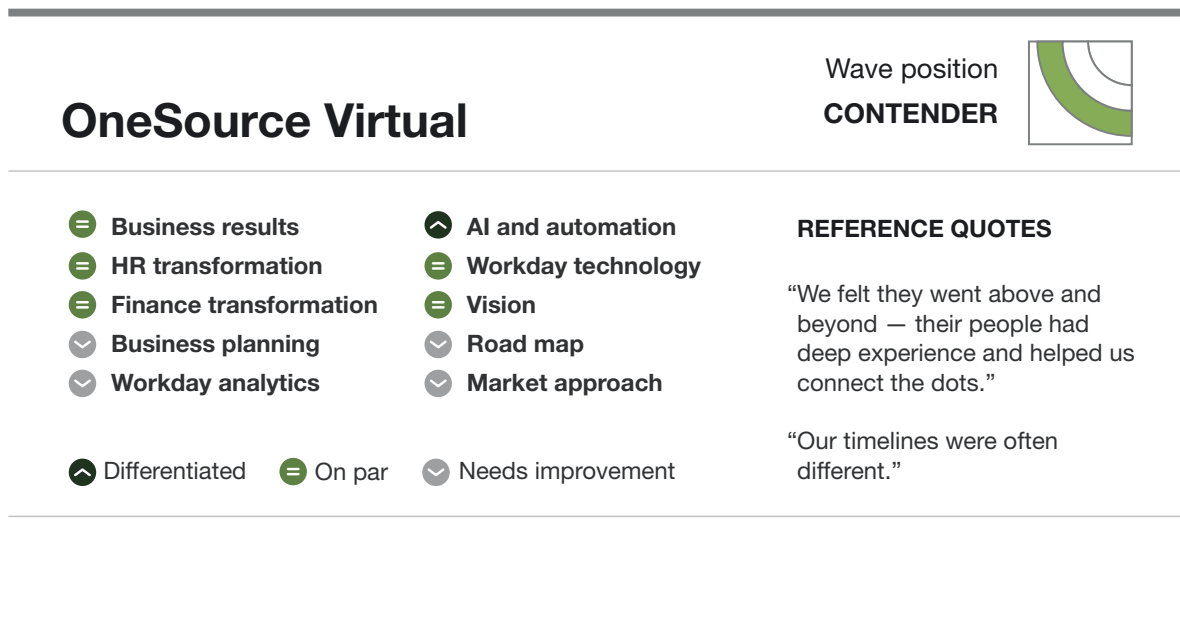 OneSource Virtual
Wave position
CONTENDER
Business results
HR transformation
Finance transformation
Business planning
Workday analytics
AI and automation
Workday technology
Vision
Road map
Market approach
Differentiated
On par
Needs improvement
REFERENCE QUOTES
“We felt they went above and
beyond — their people had
deep experience and helped us
connect the dots.”
“Our timelines were often
different.”